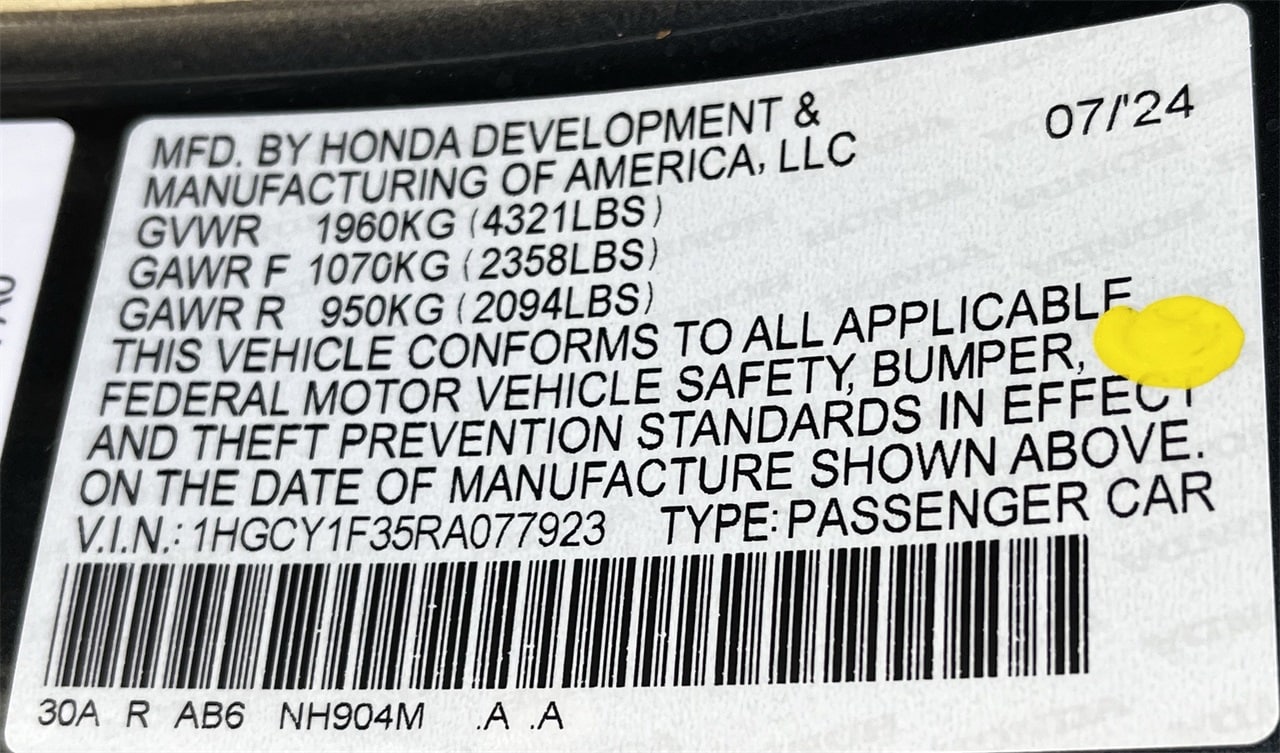 MFD. BY HONDA DEVELOPMENT &
MANUFACTURING OF AMERICA, LLC
07/'24
GVWR 1960KG (4321LBS)
GAWR F 1070KG (2358LBS)
GAWR R 950KG (2094LBS)
THIS VEHICLE CONFORMS TO ALL APPLICABLE
FEDERAL MOTOR VEHICLE SAFETY, BUMPER,
AND THEFT PREVENTION STANDARDS IN EFFECT
ON THE DATE OF MANUFACTURE SHOWN ABOVE.
V.I.N.: 1HGCY1F35RA077923 TYPE: PASSENGER CAR
30A R AB6 NH904M .A .A